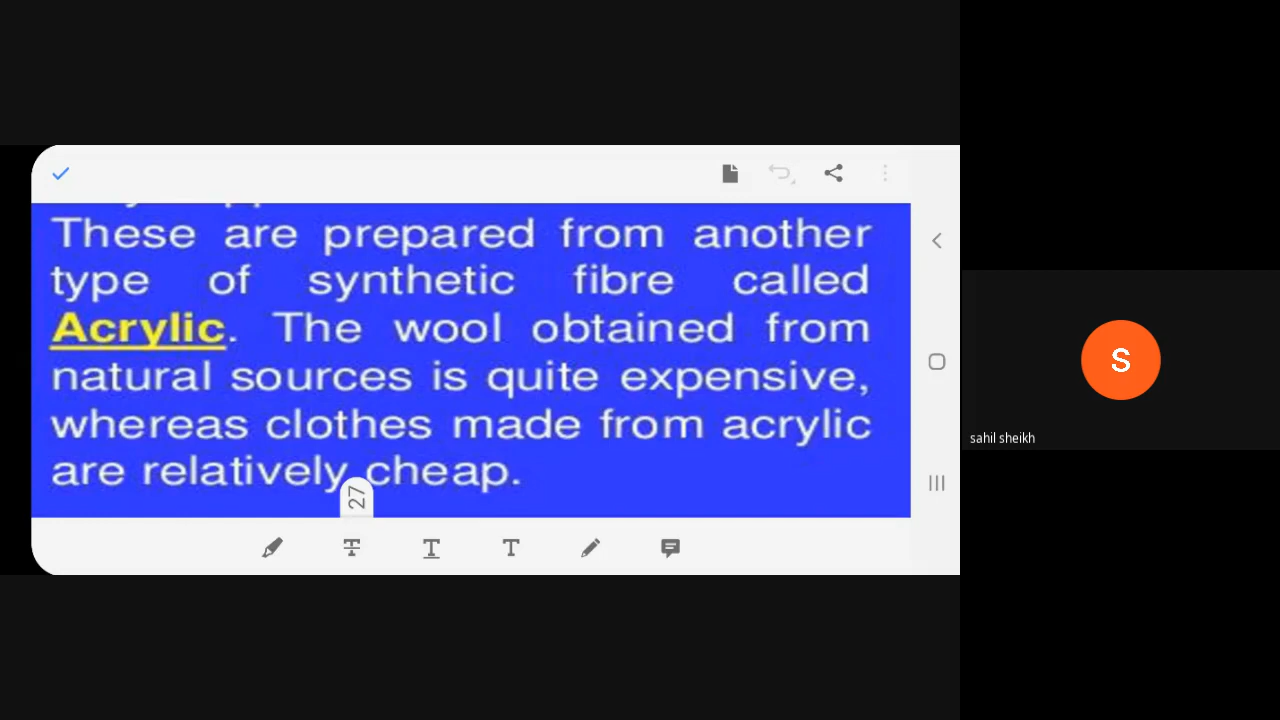 These are prepared from another
type of synthetic fibre called
Acrylic. The wool obtained from
natural sources is quite expensive,
whereas clothes made from acrylic
are relatively cheap.
27
S
sahil sheikh